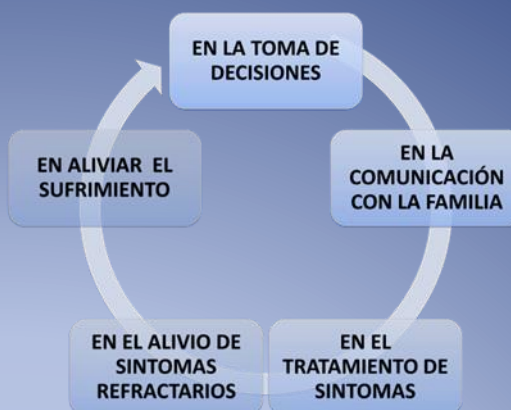 EN LA TOMA DE
DECISIONES
EN LA
COMUNICACIÓN
CON LA FAMILIA
EN EL
TRATAMIENTO DE
SINTOMAS
EN EL ALIVIO DE
SINTOMAS
REFRACTARIOS
EN ALIVIAR EL
SUFRIMIENTO